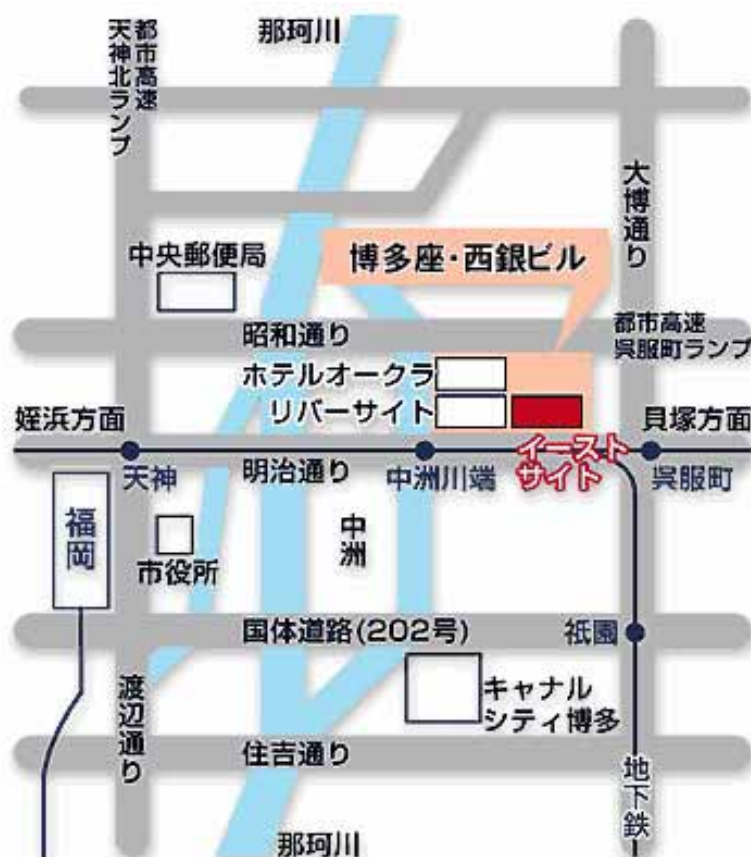 都市高速
天神北ランプ
那珂川
大博通り
中央郵便局
博多座・西銀ビル
昭和通り
都市高速
呉服町ランプ
ホテルオークラ
リバーサイト
姪浜方面
貝塚方面
イースト
サイト
天神
明治通り
中洲川端
呉服町
福岡
中洲
市役所
国体道路(202号)
祇園
キャナル
シティ博多
渡辺通り
住吉通り
地下鉄
那珂川